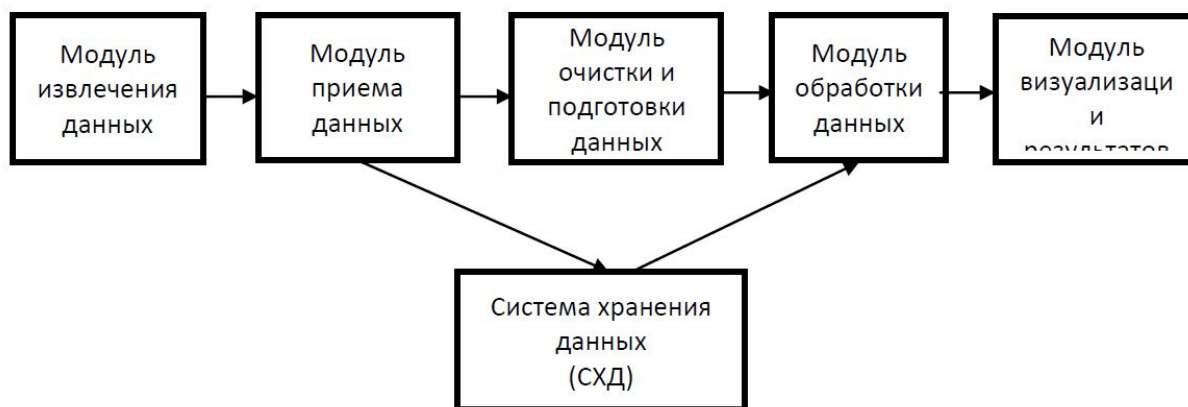 Модуль
извлечения
данных
Модуль
приема
данных
Модуль
очистки и
подготовки
данных
Модуль
обработки
данных
Модуль
визуализаци
и
результатов
Система хранения
данных
(СХД)